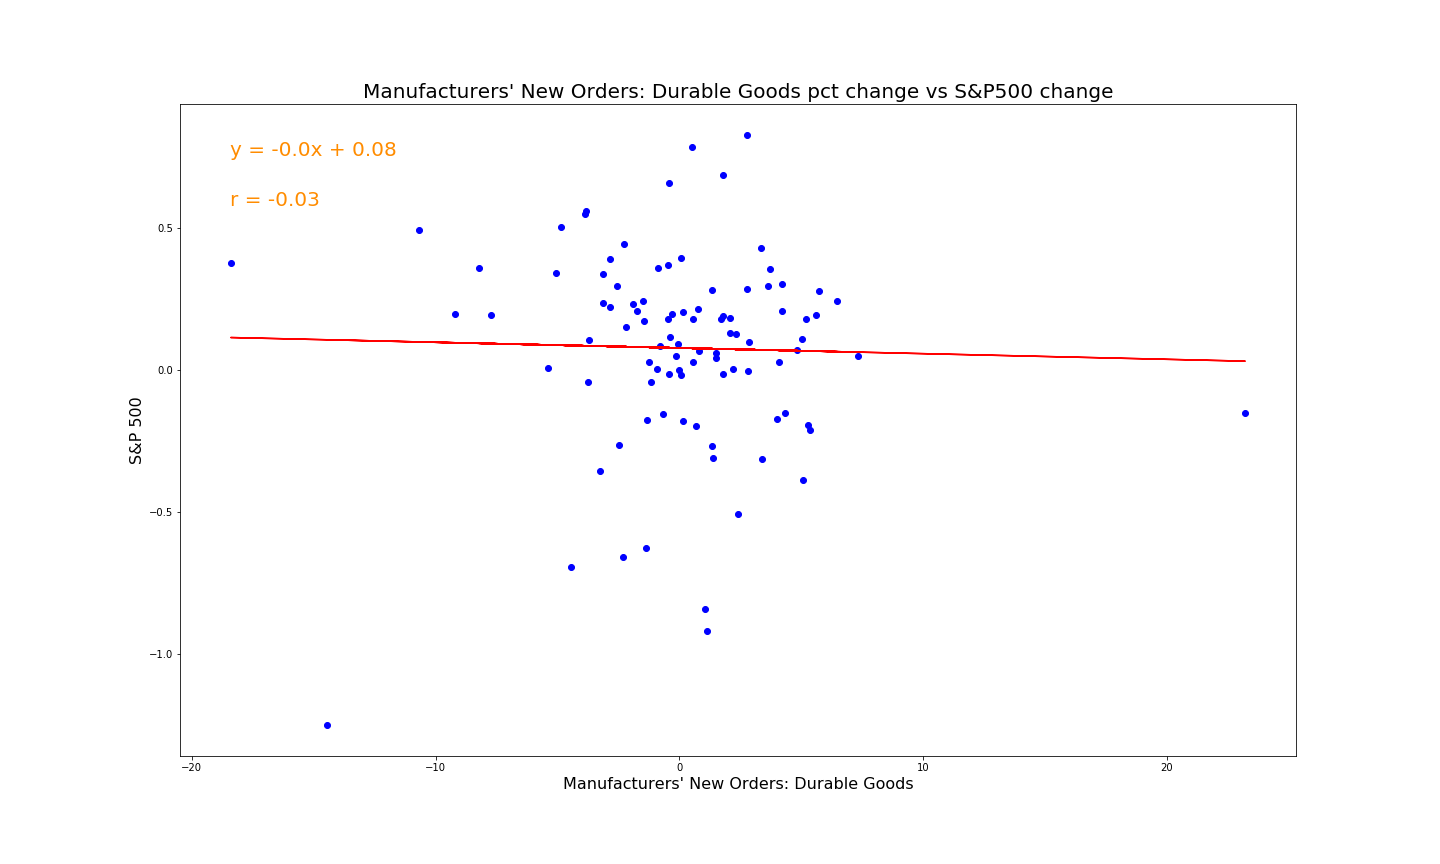 Manufacturers' New Orders: Durable Goods pct change vs S&P500 change
y = -0.0x + 0.08
r = -0.03
0.5
0.0
−0.5
−1.0
S&P 500
−20
−10
0
10
20
Manufacturers' New Orders: Durable Goods